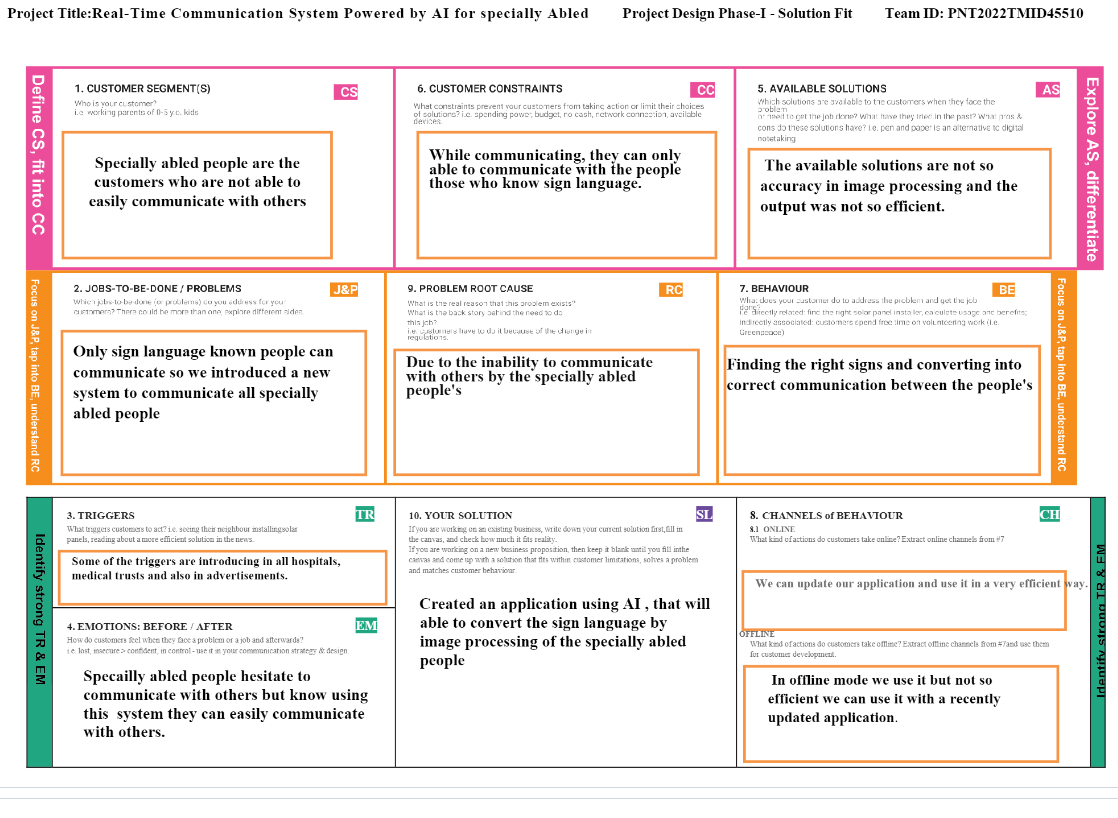 Project Title:Real-Time Communication System Powered by AI for specially Abled Project Design Phase-I - Solution Fit Team ID: PNT2022TMID45510
Define CS, fit into CC
1. CUSTOMER SEGMENT(S)
CS
Who is your customer?
i.e. working parents of 0-5 y.o. kids
Specially abled people are the
customers who are not able to
easily communicate with others
6. CUSTOMER CONSTRAINTS
CC
What constraints prevent your customers from taking action or limit their choices
of solutions? i.e. spending power, budget, no cash, network connection, available
devices.
While communicating, they can only
able to communicate with the people
those who know sign language.
5. AVAILABLE SOLUTIONS
AS
Which solutions are available to the customers when they face the
problem
or need to get the job done? What have they tried in the past? What pros &
cons do these solutions have? i.e. pen and paper is an alternative to digital
notetaking
The available solutions are not so
accuracy in image processing and the
output was not so efficient.
Explore AS, differentiate
Focus on J&P, tap into BE, understand RC
2. JOBS-TO-BE-DONE / PROBLEMS
J&P
Which jobs-to-be-done (or problems) do you address for your
customers? There could be more than one; explore different sides.
Only sign language known people can
communicate so we introduced a new
system to communicate all specially
abled people
9. PROBLEM ROOT CAUSE
RC
What is the real reason that this problem exists?
What is the back story behind the need to do
this job?
i.e. customers have to do it because of the change in
regulations.
Due to the inability to communicate
with others by the specially abled
people's
7. BEHAVIOUR
BE
What does your customer do to address the problem and get the job
done?
i.e. directly related: find the right solar panel installer, calculate usage and benefits;
indirectly associated: customers spend free time on volunteering work (i.e.
Greenpeace)
Finding the right signs and converting into
correct communication between the people's
Focus on J&P, tap into BE, understand RC
Identify strong TR & EM
3. TRIGGERS
TR
What triggers customers to act? i.e. seeing their neighbour installingsolar
panels, reading about a more efficient solution in the news.
Some of the triggers are introducing in all hospitals,
medical trusts and also in advertisements.
4. EMOTIONS: BEFORE / AFTER
EM
How do customers feel when they face a problem or a job and afterwards?
i.e. lost, insecure > confident, in control - use it in your communication strategy & design.
Specailly abled people hesitate to
communicate with others but know using
this system they can easily communicate
with others.
10. YOUR SOLUTION
SL
If you are working on an existing business, write down your current solution first,fill in
the canvas, and check how much it fits reality.
If you are working on a new business proposition, then keep it blank until you fill inthe
canvas and come up with a solution that fits within customer limitations, solves a problem
and matches customer behaviour.
Created an application using AI , that will
able to convert the sign language by
image processing of the specially abled
people
8. CHANNELS of BEHAVIOUR
CH
8.1 ONLINE
What kind of actions do customers take online? Extract online channels from #7
We can update our application and use it in a very efficient way.
OFFLINE
What kind of actions do customers take offline? Extract offline channels from #7and use them
for customer development.
In offline mode we use it but not so
efficient we can use it with a recently
updated application.
Identify strong TR & EM